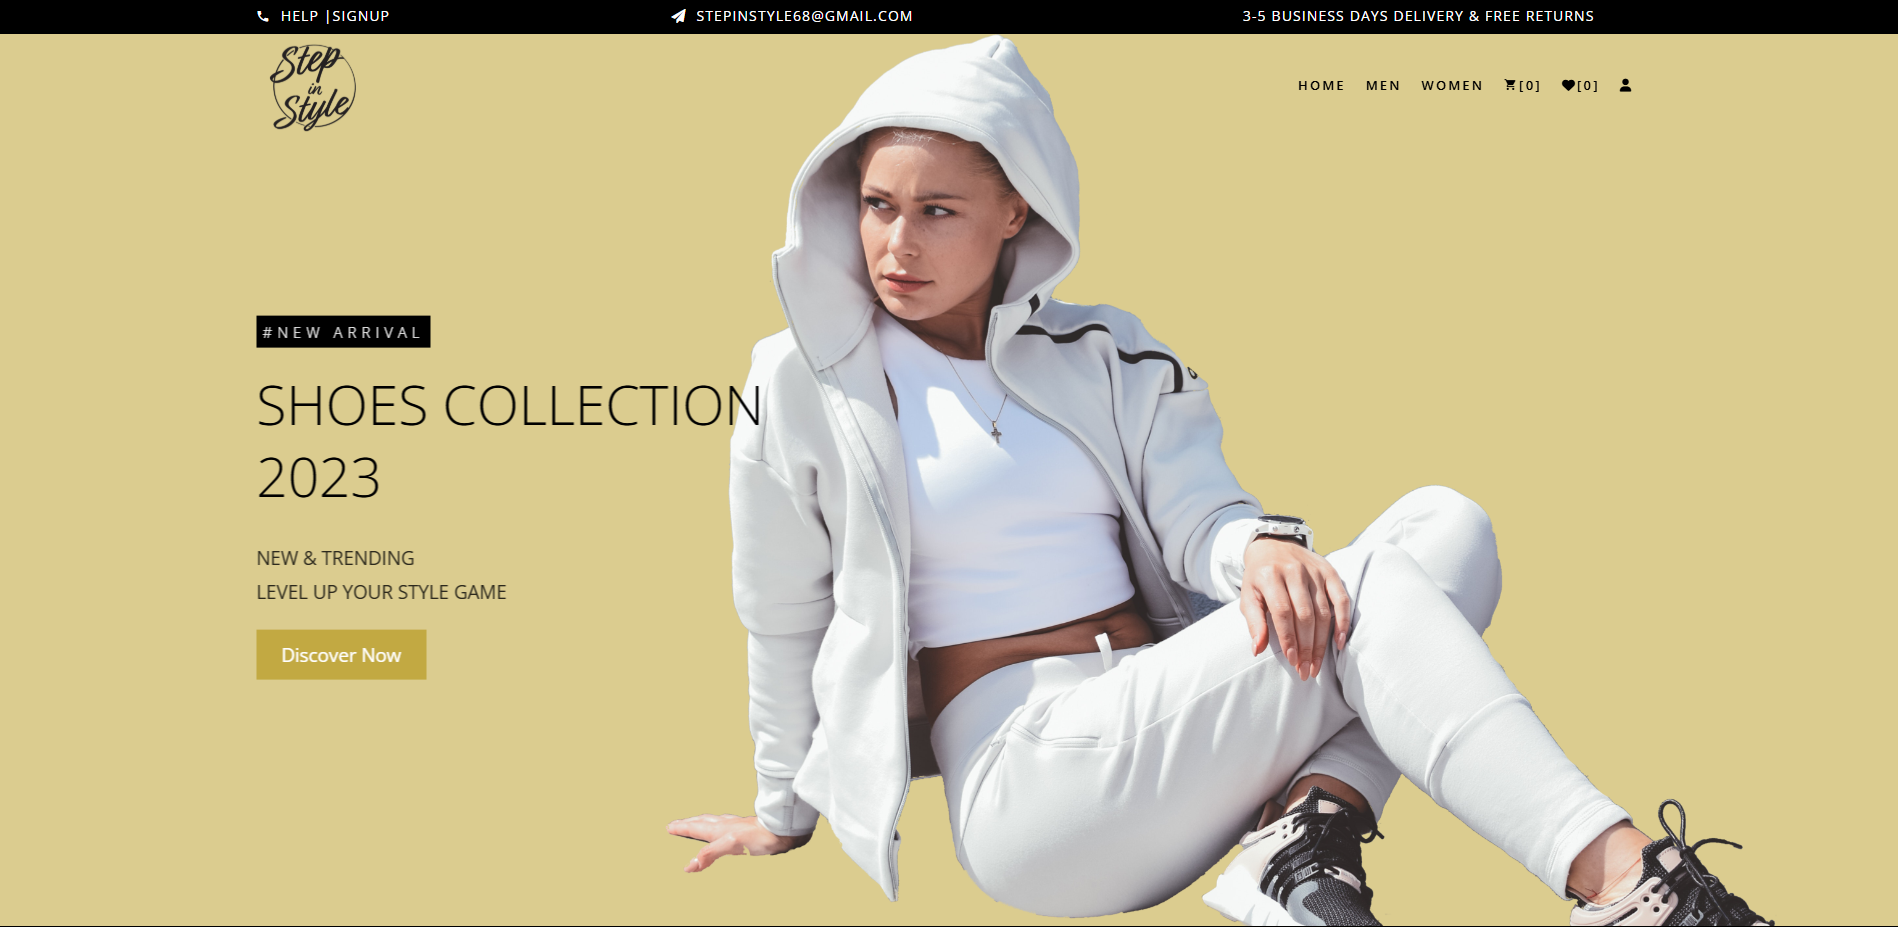 HELP |SIGNUP
STEPINSTYLE68@GMAIL.COM
3-5 BUSINESS DAYS DELIVERY & FREE RETURNS
Step
in
Style
HOME MEN WOMEN [0] [0]
#NEW ARRIVAL
SHOES COLLECTION
2023
NEW & TRENDING
LEVEL UP YOUR STYLE GAME
Discover Now